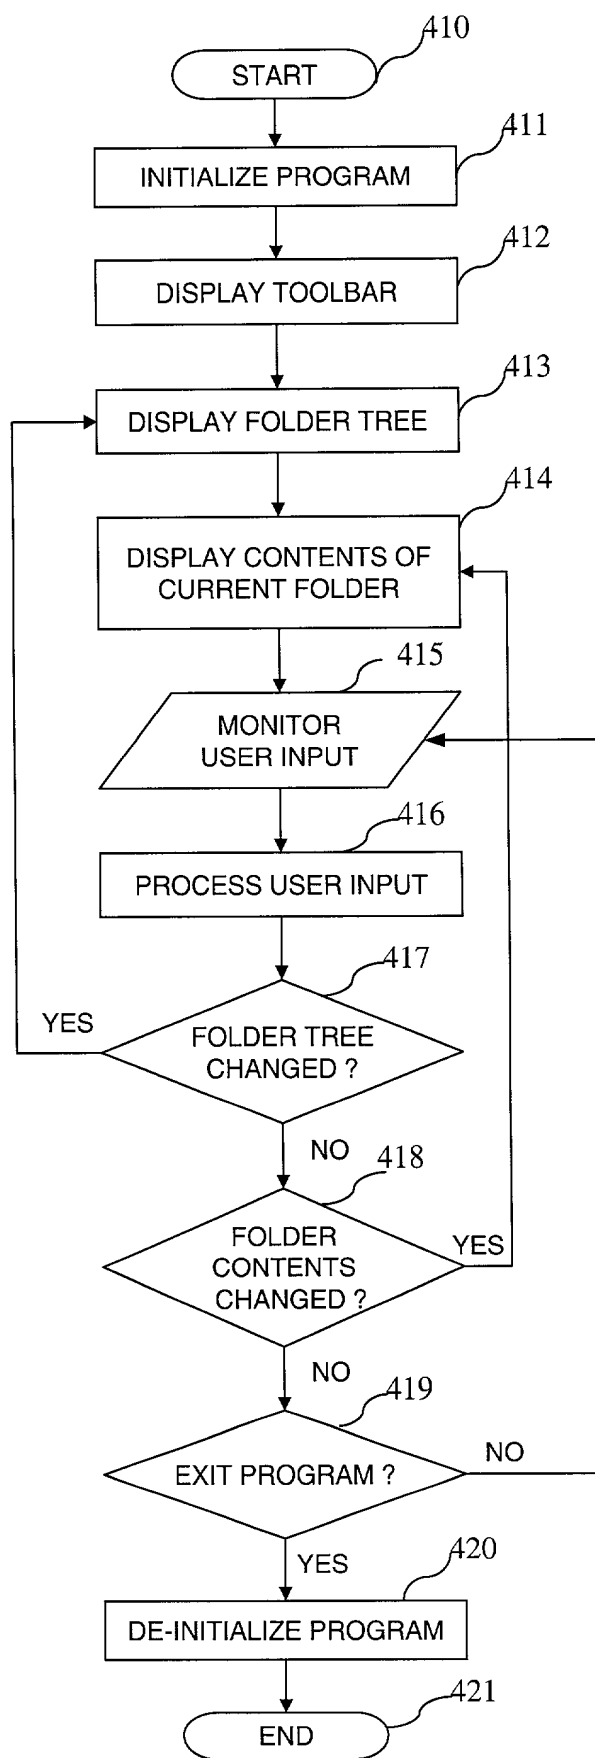 410
START
411
INITIALIZE PROGRAM
412
DISPLAY TOOLBAR
413
DISPLAY FOLDER TREE
414
DISPLAY CONTENTS OF
CURRENT FOLDER
415
MONITOR
USER INPUT
416
PROCESS USER INPUT
417
YES
FOLDER TREE
CHANGED ?
NO
418
FOLDER
CONTENTS
CHANGED ?
YES
NO
419
EXIT PROGRAM ?
NO
YES
420
DE-INITIALIZE PROGRAM
421
END